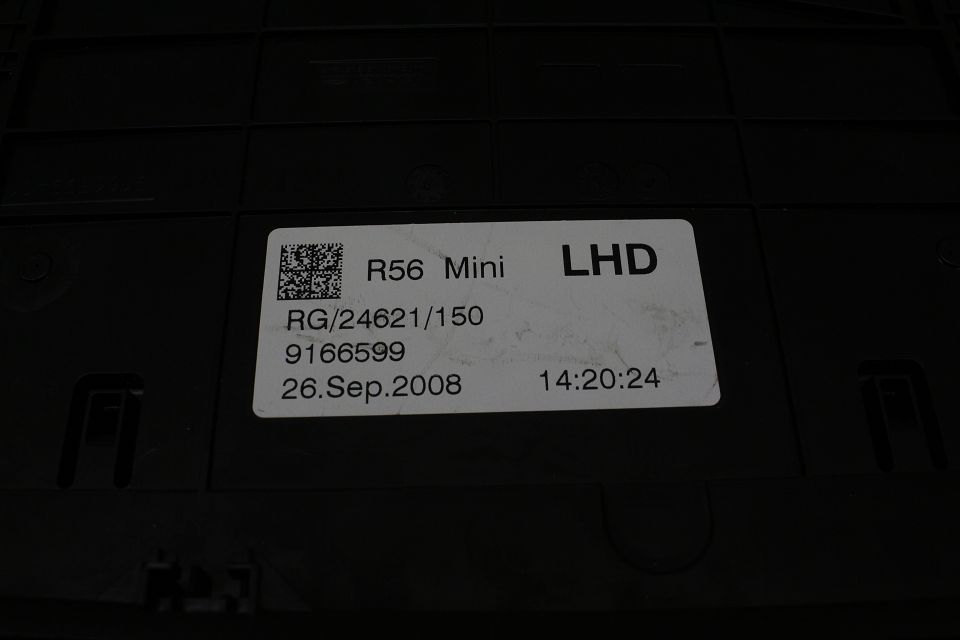 R56 Mini LHD
RG/24621/150
9166599
26.Sep.2008 14:20:24